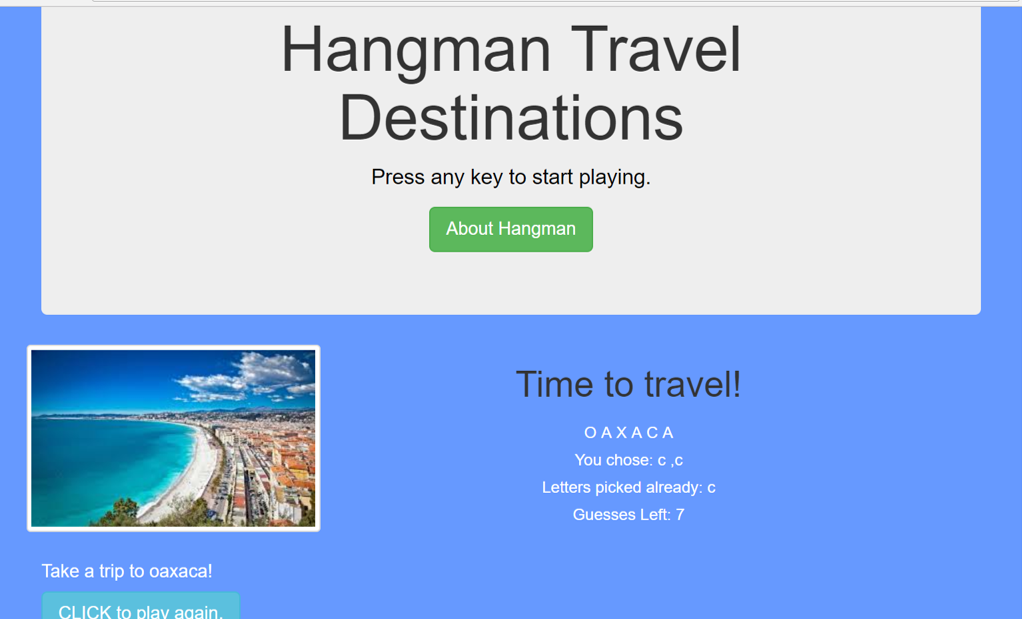 Hangman Travel
Destinations
Press any key to start playing.
About Hangman
Time to travel!
O A X A C A
You chose: c ,c
Letters picked already: c
Guesses Left: 7
Take a trip to oaxaca!
CLICK to play again.